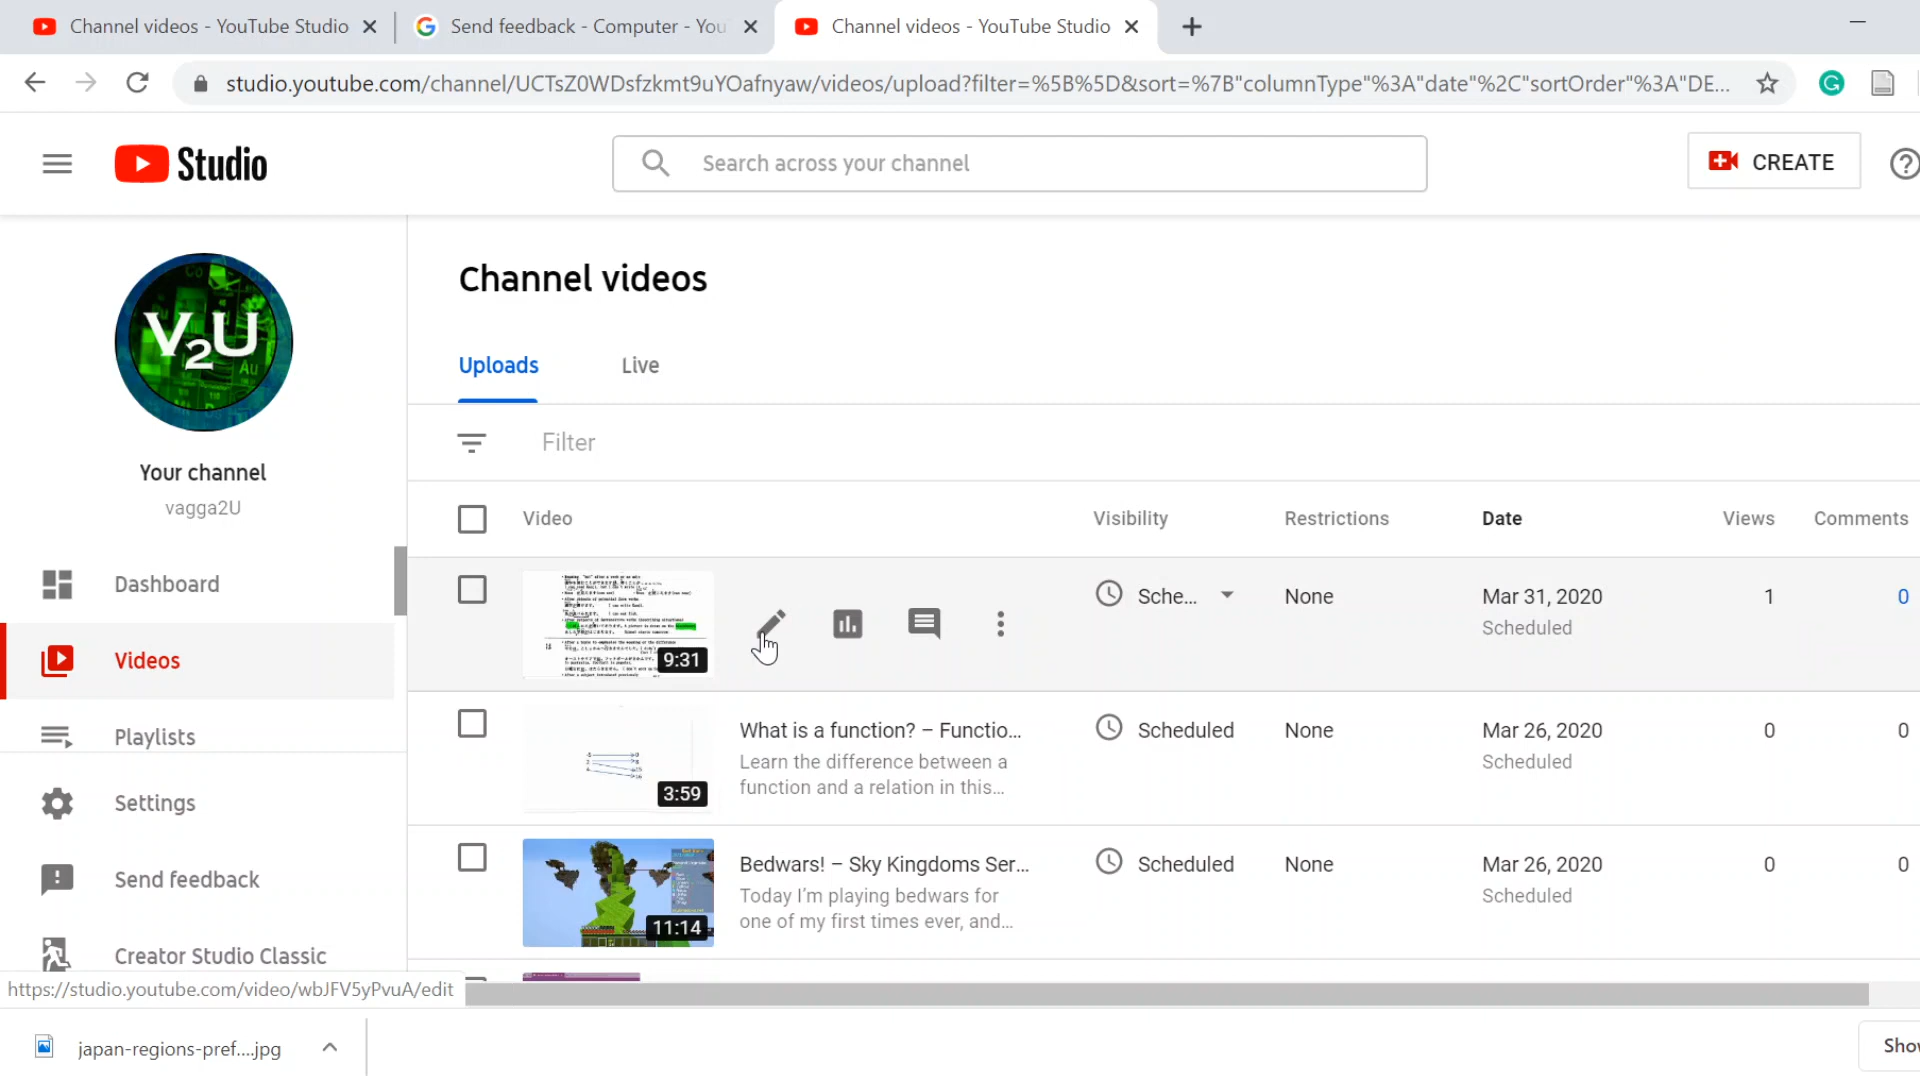 Channel videos - YouTube Studio
Send feedback - Computer - You
Channel videos - YouTube Studio
studio.youtube.com/channel/UCTsZ0WDsfzkmt9uYOafnyaw/videos/upload?filter=%5B%5D&sort=%7B"columnType"%3A"date"%2C"sortOrder"%3A"DE...
Studio
Search across your channel
CREATE
V2U
Co
Au
Your channel
vagga2U
Dashboard
Videos
Playlists
Settings
Send feedback
Creator Studio Classic
Channel videos
Uploads
Live
Filter
Video
Visibility
Restrictions
Date
Views
Comments
9:31
Sche...
None
Mar 31, 2020
Scheduled
1
0
3:59
What is a function? – Functio...
Learn the difference between a
function and a relation in this...
Scheduled
None
Mar 26, 2020
Scheduled
0
0
11:14
Bedwars! – Sky Kingdoms Ser...
Today I'm playing bedwars for
one of my first times ever, and...
Scheduled
None
Mar 26, 2020
Scheduled
0
0
https://studio.youtube.com/video/wbJFV5yPvuA/edit
japan-regions-pref....jpg
Sho